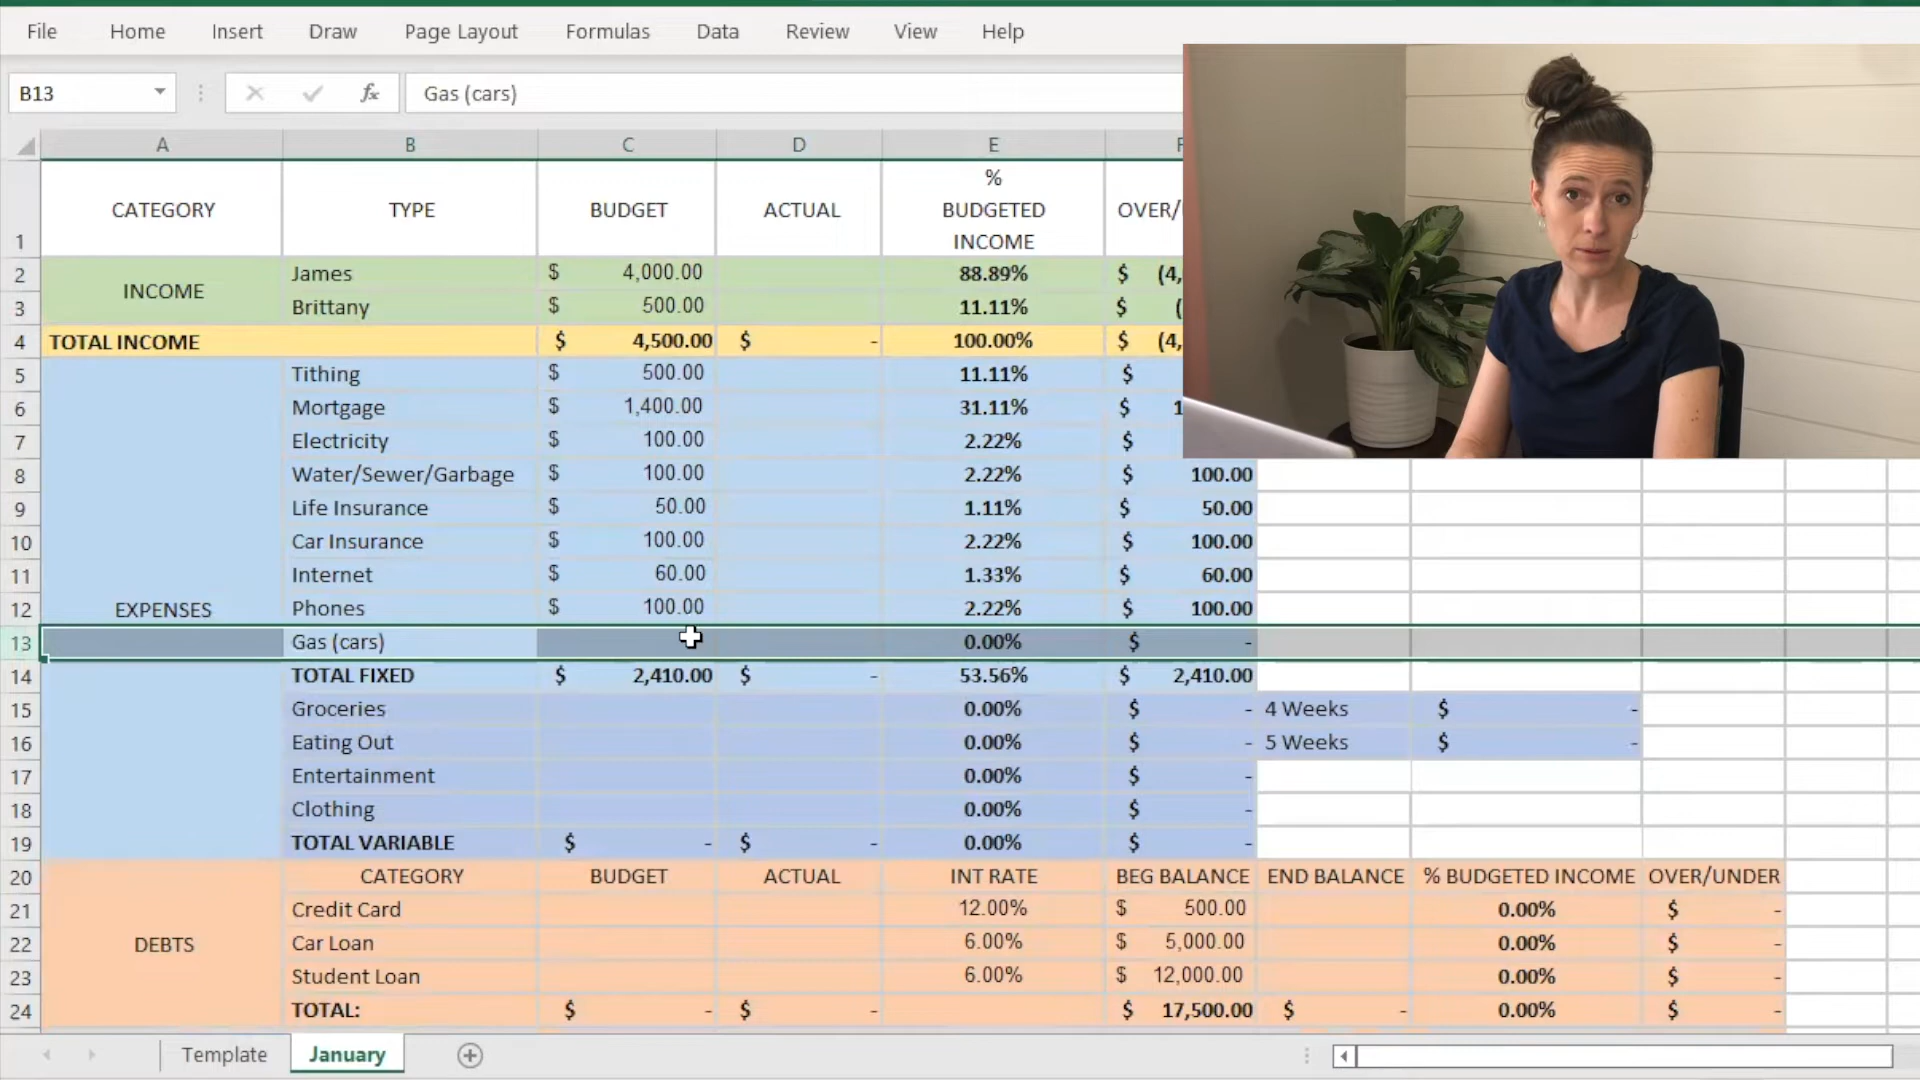 File Home Insert Draw Page Layout Formulas Data Review View Help
B13 fx Gas (cars)
A B C D E
1 CATEGORY TYPE BUDGET ACTUAL % BUDGETED INCOME OVER/
2 INCOME James $ 4,000.00 88.89% $ (4,
3 Brittany $ 500.00 11.11% $ (
4 TOTAL INCOME $ 4,500.00 $ - 100.00% $ (4,
5 Tithing $ 500.00 11.11% $
6 Mortgage $ 1,400.00 31.11% $ 1
7 Electricity $ 100.00 2.22% $
8 Water/Sewer/Garbage $ 100.00 2.22% $ 100.00
9 Life Insurance $ 50.00 1.11% $ 50.00
10 Car Insurance $ 100.00 2.22% $ 100.00
11 Internet $ 60.00 1.33% $ 60.00
12 EXPENSES Phones $ 100.00 2.22% $ 100.00
13 Gas (cars) 0.00% $ -
14 TOTAL FIXED $ 2,410.00 $ - 53.56% $ 2,410.00
15 Groceries 0.00% $ - 4 Weeks $ -
16 Eating Out 0.00% $ - 5 Weeks $ -
17 Entertainment 0.00% $ -
18 Clothing 0.00% $ -
19 TOTAL VARIABLE $ - $ - 0.00% $ -
20 CATEGORY BUDGET ACTUAL INT RATE BEG BALANCE END BALANCE % BUDGETED INCOME OVER/UNDER
21 Credit Card 12.00% $ 500.00 0.00% $ -
22 DEBTS Car Loan 6.00% $ 5,000.00 0.00% $ -
23 Student Loan 6.00% $ 12,000.00 0.00% $ -
24 TOTAL: $ - $ - $ 17,500.00 $ - 0.00% $ -
Template January